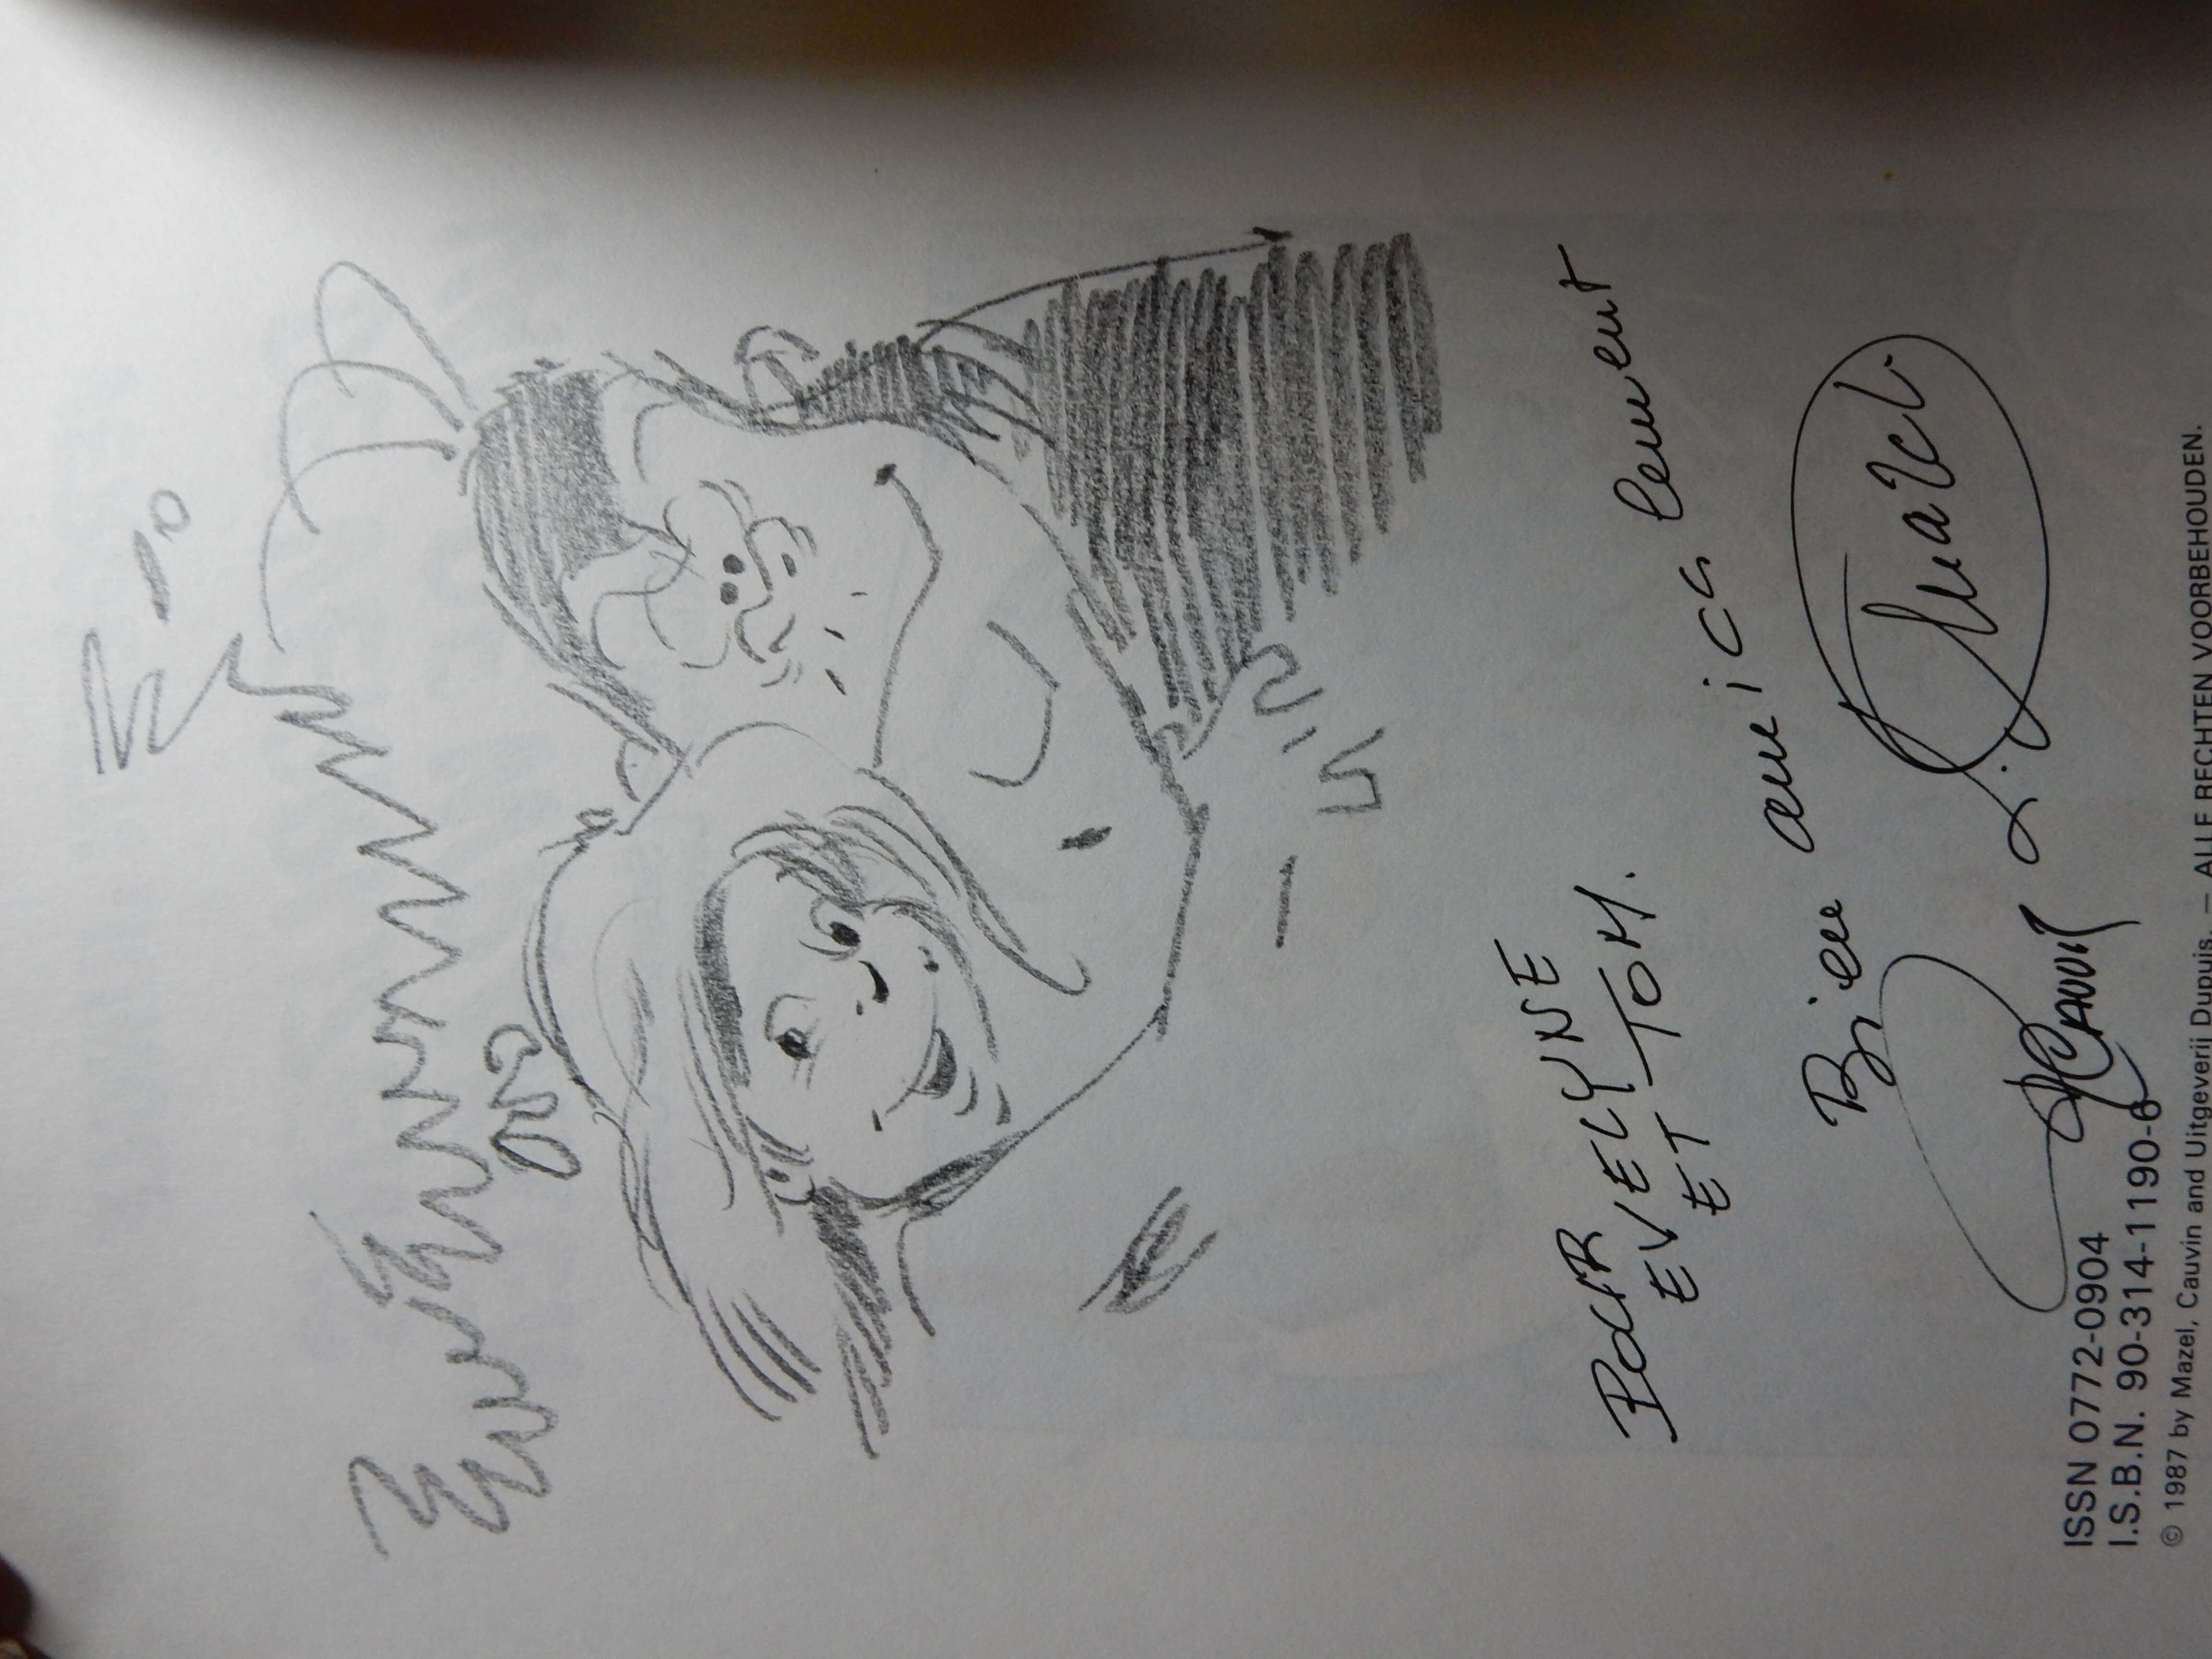 POUR
EVELYNE
ET TOM.
Bien amicalement
RCauvin
L. Mazel.
ISSN 0772-0904
I.S.B.N. 90-314-1190-6
© 1987 by Mazel, Cauvin and Uitgeverij Dupuis. — ALLE RECHTEN VOORBEHOUDEN.